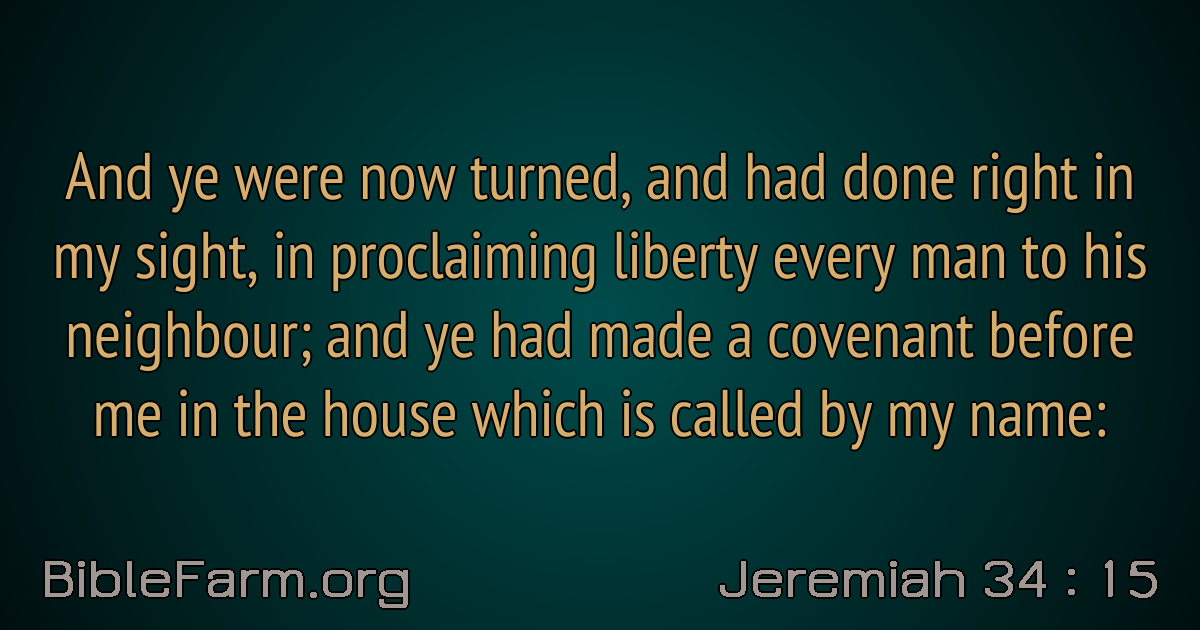 And ye were now turned, and had done right in
my sight, in proclaiming liberty every man to his
neighbour; and ye had made a covenant before
me in the house which is called by my name:
BibleFarm.org
Jeremiah 34 : 15